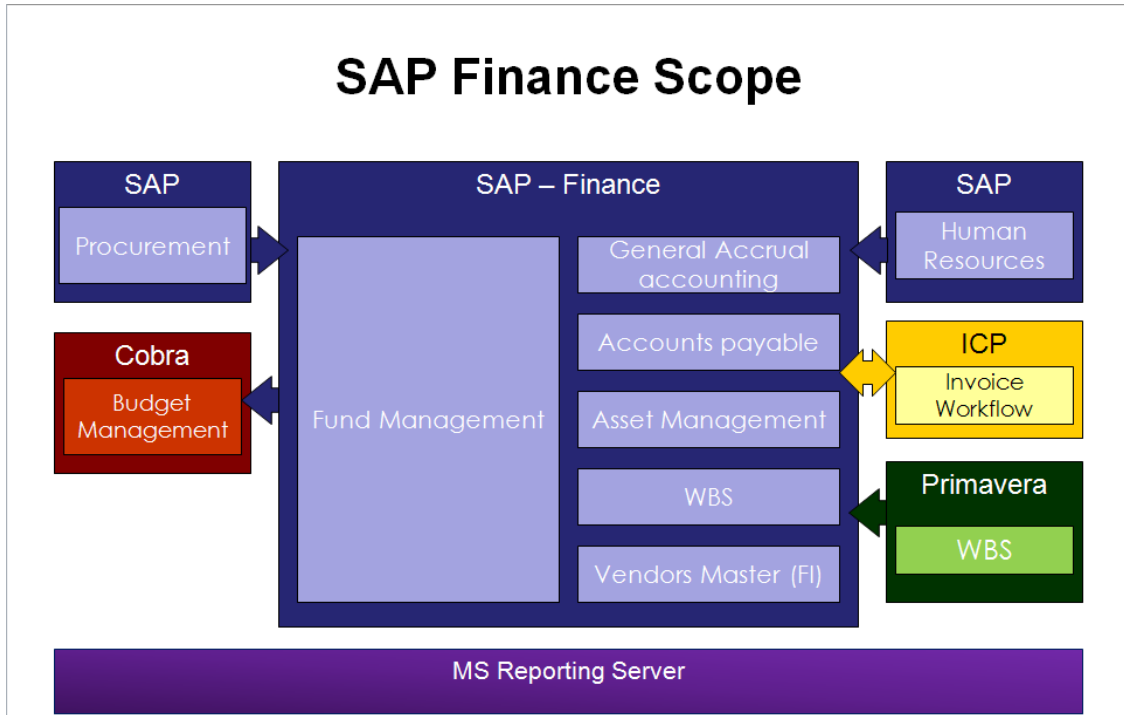 SAP Finance Scope
SAP
Procurement
Cobra
Budget
Management
SAP – Finance
Fund Management
General Accrual
accounting
Accounts payable
Asset Management
WBS
Vendors Master (FI)
SAP
Human
Resources
ICP
Invoice
Workflow
Primavera
WBS
MS Reporting Server